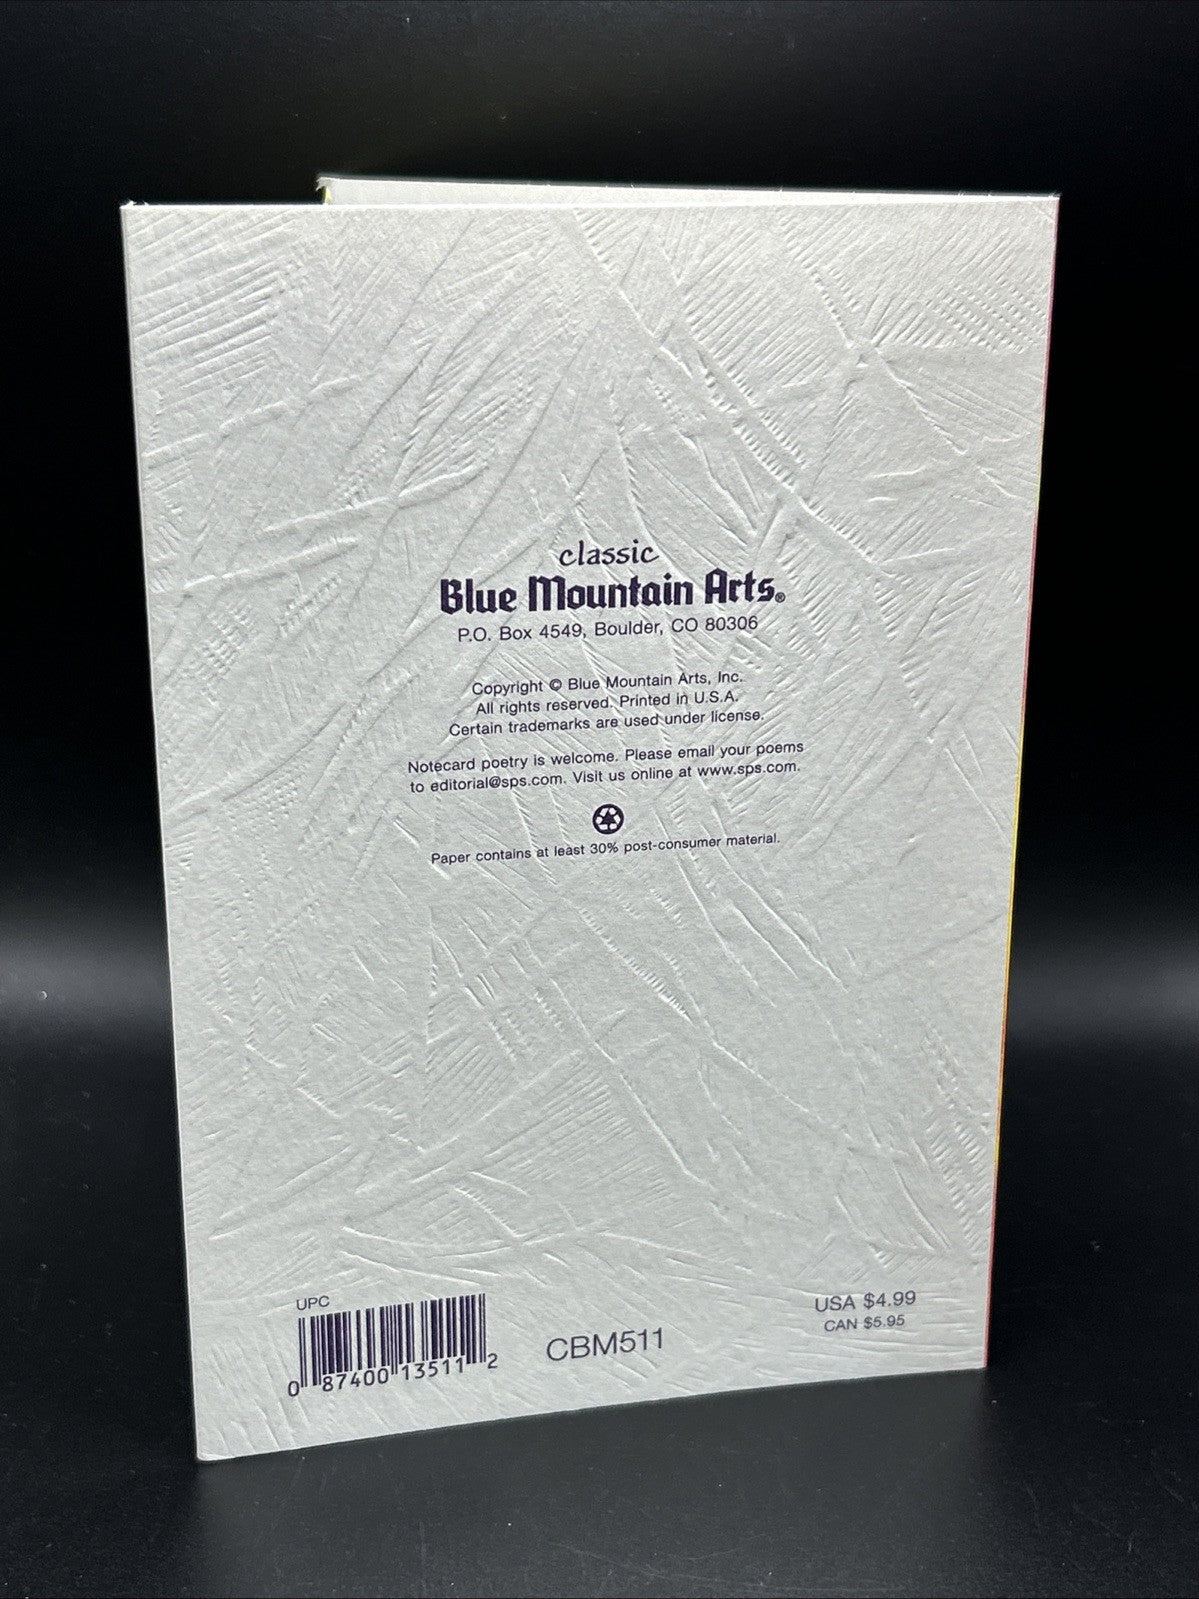 classic
Blue Mountain Arts®
P.O. Box 4549, Boulder, CO 80306
Copyright © Blue Mountain Arts, Inc.
All rights reserved. Printed in U.S.A.
Certain trademarks are used under license.
Notecard poetry is welcome. Please email your poems
to editorial@sps.com. Visit us online at www.sps.com.
Paper contains at least 30% post-consumer material.
UPC
0 87400 13511 2
CBM511
USA $4.99
CAN $5.95